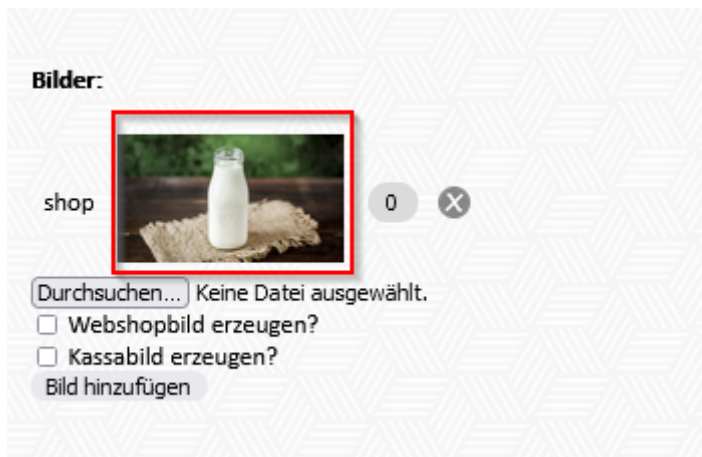 Bilder:
shop 0
Durchsuchen... Keine Datei ausgewählt.
Webshopbild erzeugen?
Kassabild erzeugen?
Bild hinzufügen